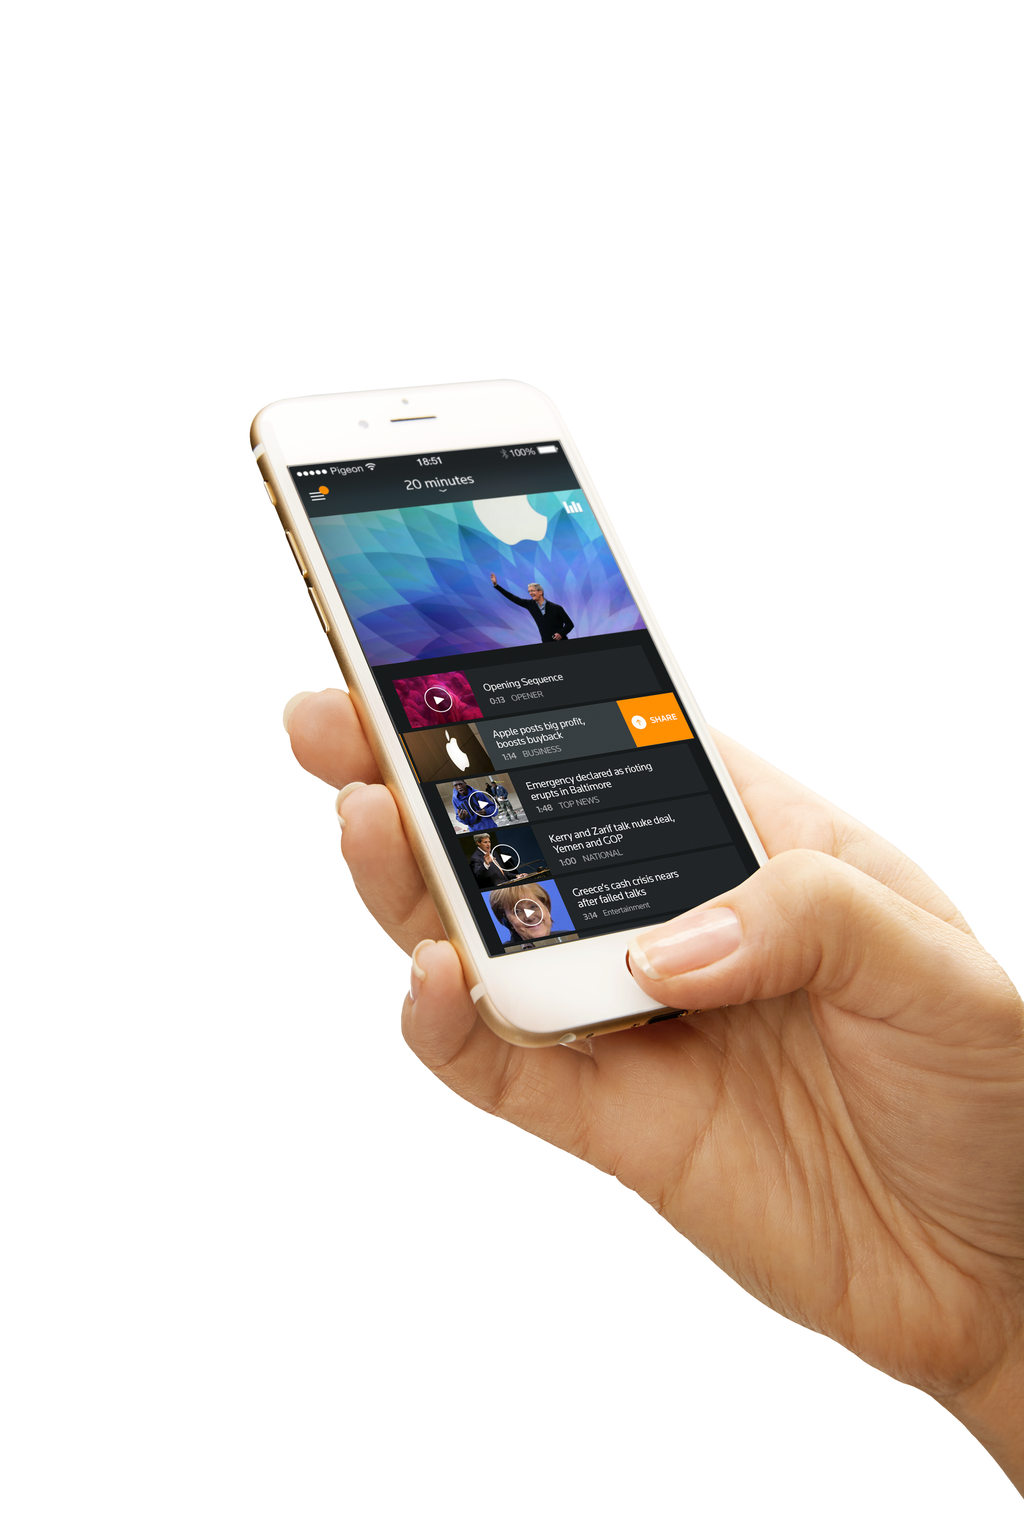 Pigeon 18:51 100%
20 minutes
Opening Sequence
0:13 OPENER
Apple posts big profit,
boosts buyback
1:14 BUSINESS
SHARE
Emergency declared as rioting
erupts in Baltimore
1:48 TOP NEWS
Kerry and Zarif talk nuke deal,
Yemen and GOP
1:00 NATIONAL
Greece's cash crisis nears
after failed talks
3:14 Entertainment